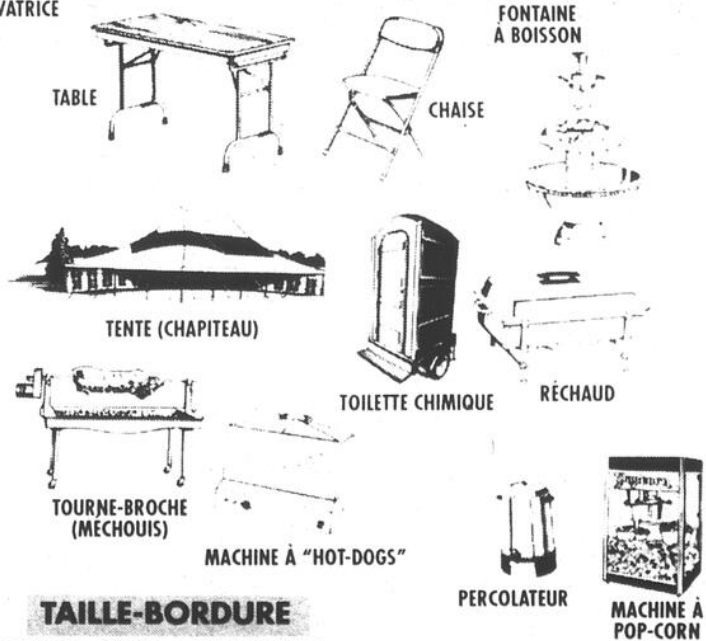 FONTAINE
À BOISSON
TABLE
CHAISE
TENTE (CHAPITEAU)
TOILETTE CHIMIQUE
RÉCHAUD
TOURNE-BROCHE
(MECHOUIS)
MACHINE À "HOT-DOGS"
PERCOLATEUR
MACHINE À
POP-CORN
TAILLE-BORDURE